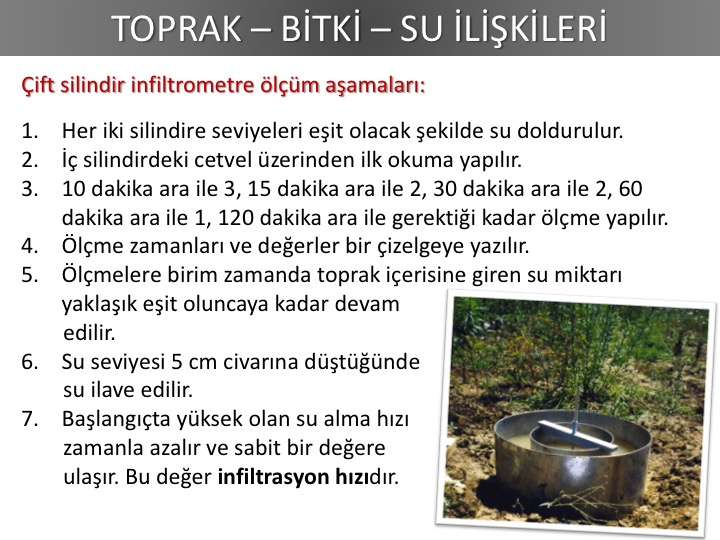 TOPRAK – BİTKİ – SU İLİŞKİLERİ
Çift silindir infiltrometre ölçüm aşamaları:
1. Her iki silindire seviyeleri eşit olacak şekilde su doldurulur.
2. İç silindirdeki cetvel üzerinden ilk okuma yapılır.
3. 10 dakika ara ile 3, 15 dakika ara ile 2, 30 dakika ara ile 2, 60
dakika ara ile 1, 120 dakika ara ile gerektiği kadar ölçme yapılır.
4. Ölçme zamanları ve değerler bir çizelgeye yazılır.
5. Ölçmelere birim zamanda toprak içerisine giren su miktarı
yaklaşık eşit oluncaya kadar devam
edilir.
6. Su seviyesi 5 cm civarına düştüğünde
su ilave edilir.
7. Başlangıçta yüksek olan su alma hızı
zamanla azalır ve sabit bir değere
ulaşır. Bu değer infiltrasyon hızıdır.